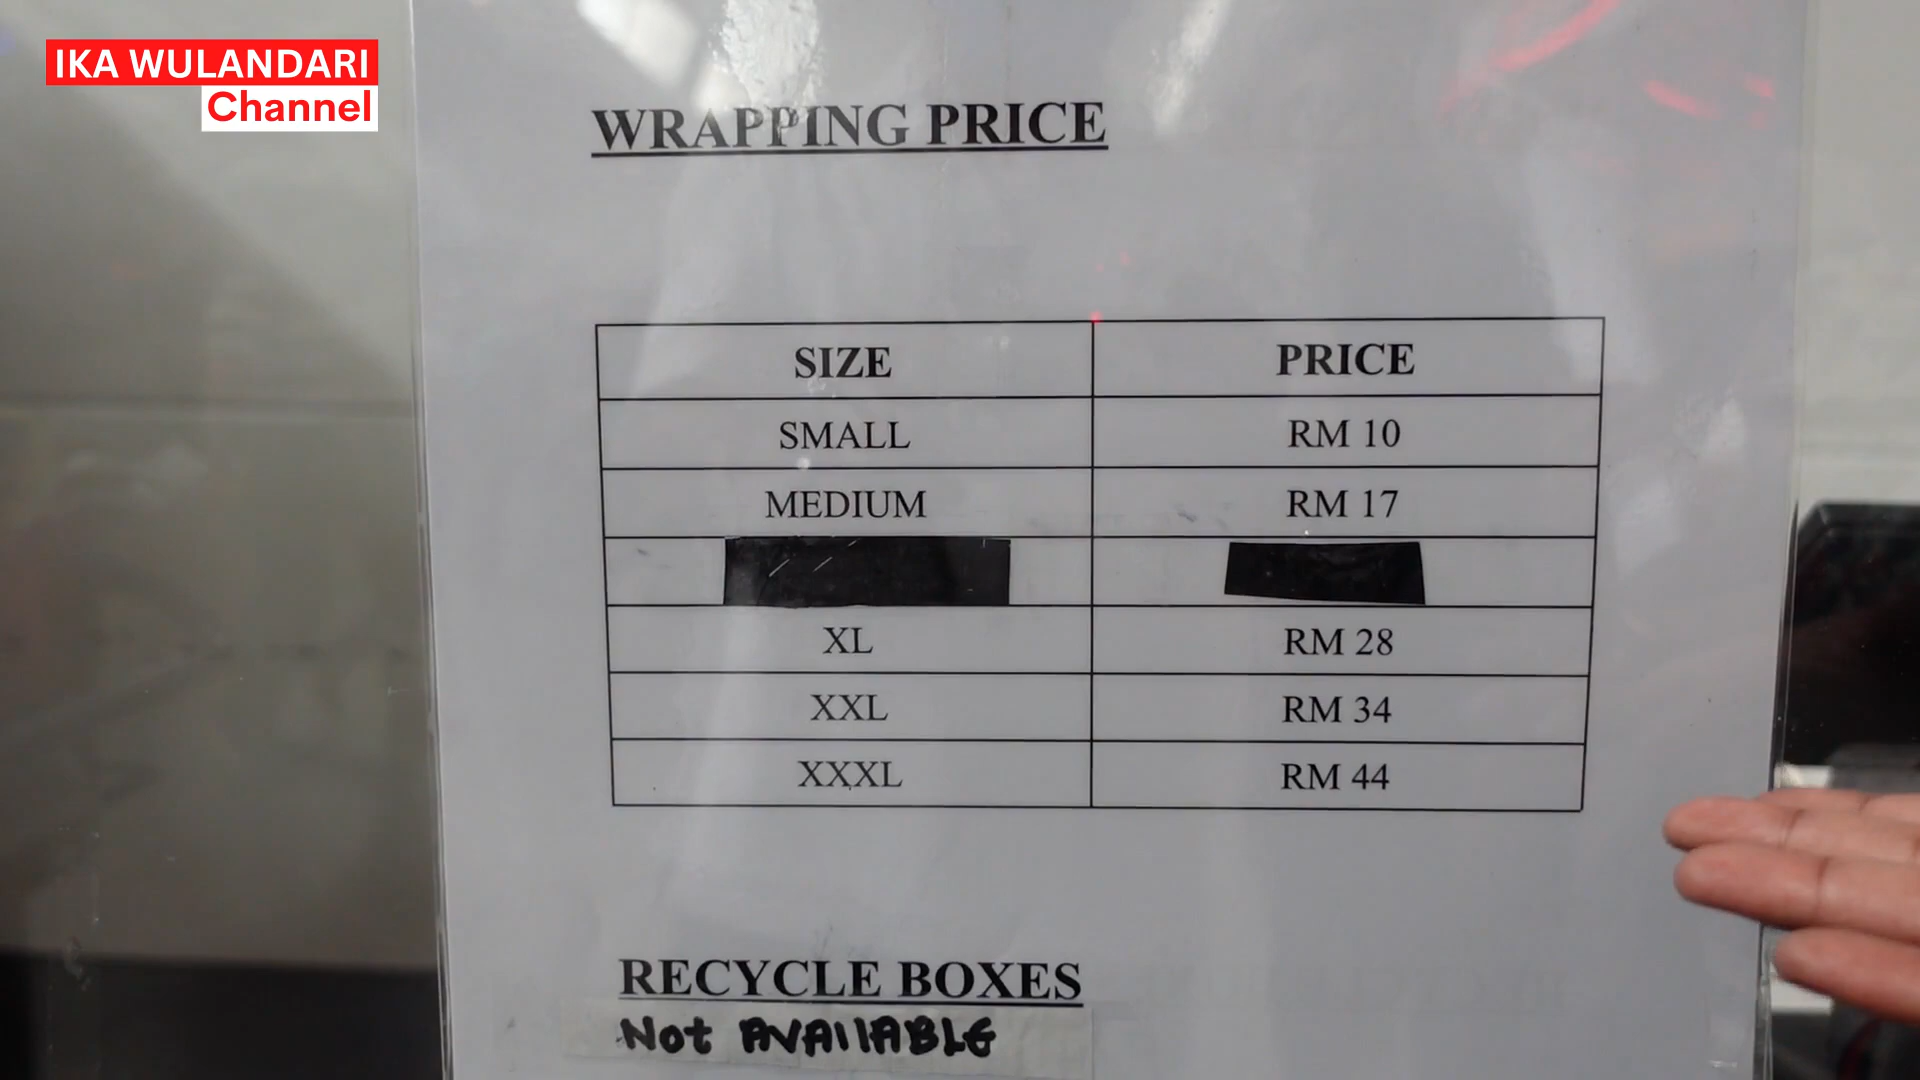 IKA WULANDARI
Channel
WRAPPING PRICE
SIZE PRICE
SMALL RM 10
MEDIUM RM 17
XL RM 28
XXL RM 34
XXXL RM 44
RECYCLE BOXES
Not AVAILABLE